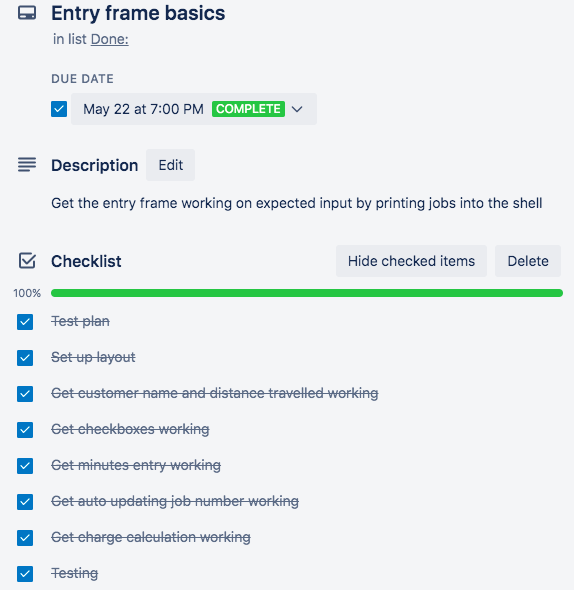 Entry frame basics
in list Done:
DUE DATE
May 22 at 7:00 PM COMPLETE
Description Edit
Get the entry frame working on expected input by printing jobs into the shell
Checklist Hide checked items Delete
100%
Test plan
Set up layout
Get customer name and distance travelled working
Get checkboxes working
Get minutes entry working
Get auto updating job number working
Get charge calculation working
Testing